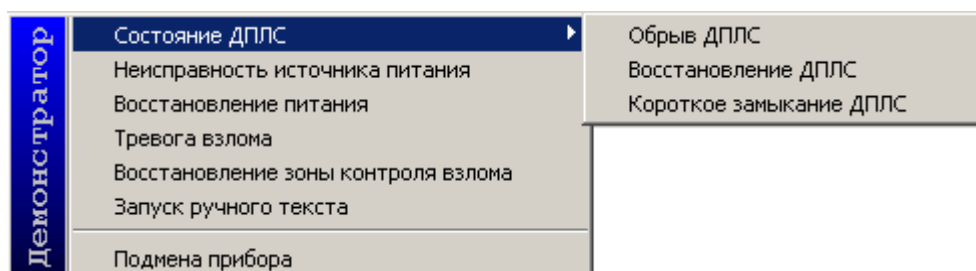 Демонстратор
Состояние ДПЛС
Неисправность источника питания
Восстановление питания
Тревога взлома
Восстановление зоны контроля взлома
Запуск ручного текста
Подмена прибора
Обрыв ДПЛС
Восстановление ДПЛС
Короткое замыкание ДПЛС